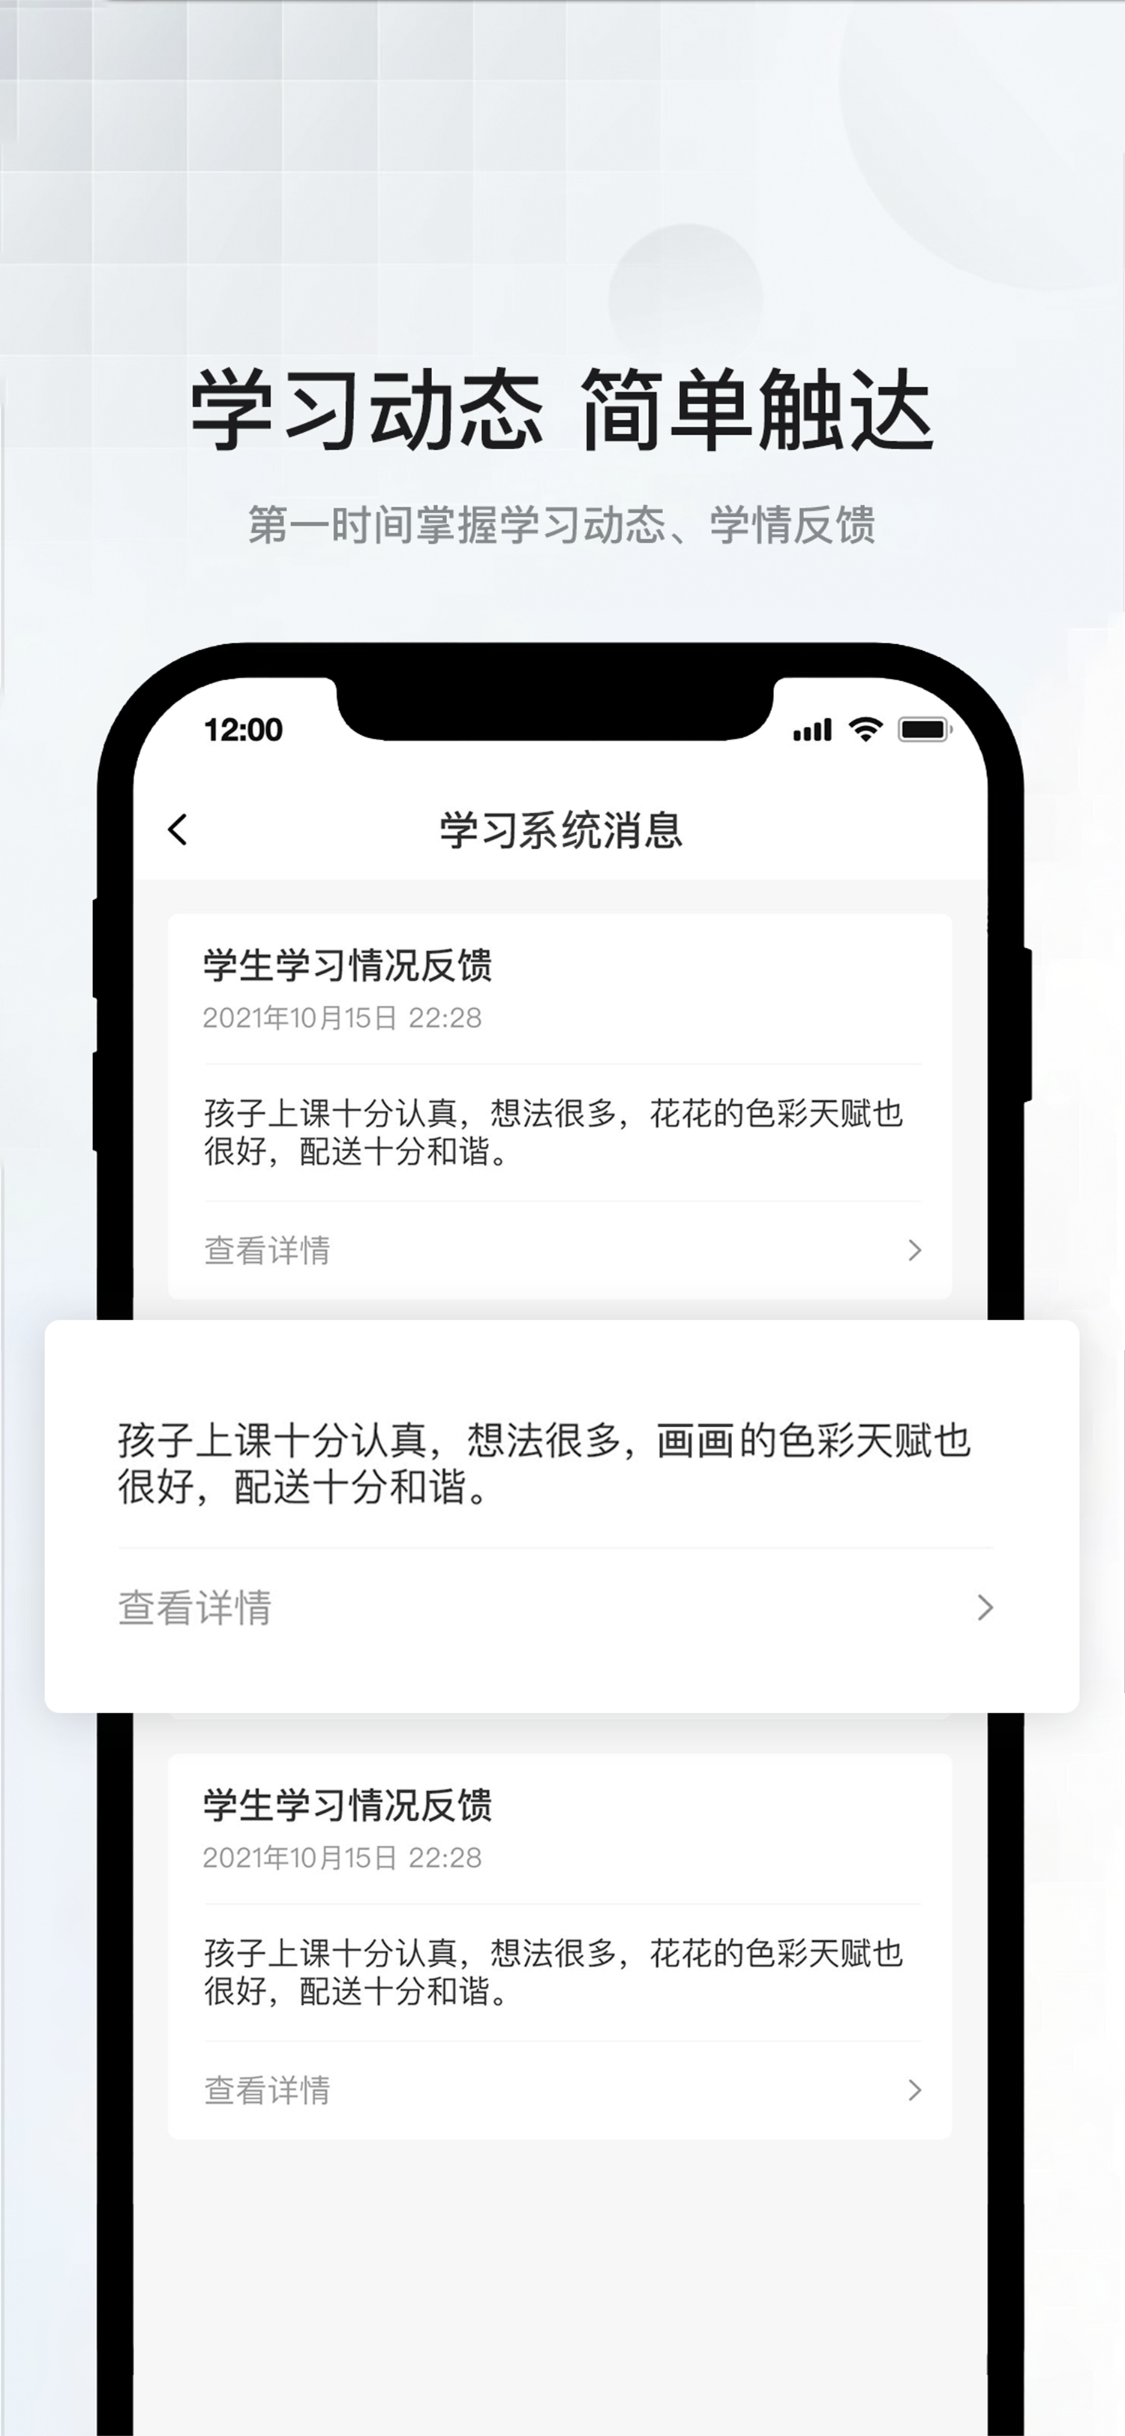 学习动态 简单触达
第一时间掌握学习动态、学情反馈
12:00
学习系统消息
学生学习情况反馈
2021年10月15日 22:28
孩子上课十分认真，想法很多，花花的色彩天赋也
很好，配送十分和谐。
查看详情
孩子上课十分认真，想法很多，画画的色彩天赋也
很好，配送十分和谐。
查看详情
学生学习情况反馈
2021年10月15日 22:28
孩子上课十分认真，想法很多，花花的色彩天赋也
很好，配送十分和谐。
查看详情